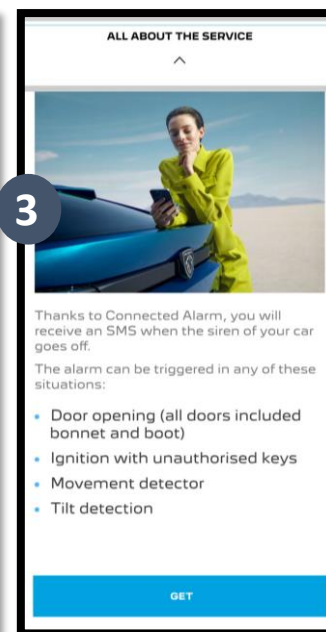 ALL ABOUT THE SERVICE
3
Thanks to Connected Alarm, you will
receive an SMS when the siren of your car
goes off.
The alarm can be triggered in any of these
situations:
• Door opening (all doors included
bonnet and boot)
• Ignition with unauthorised keys
• Movement detector
• Tilt detection
GET